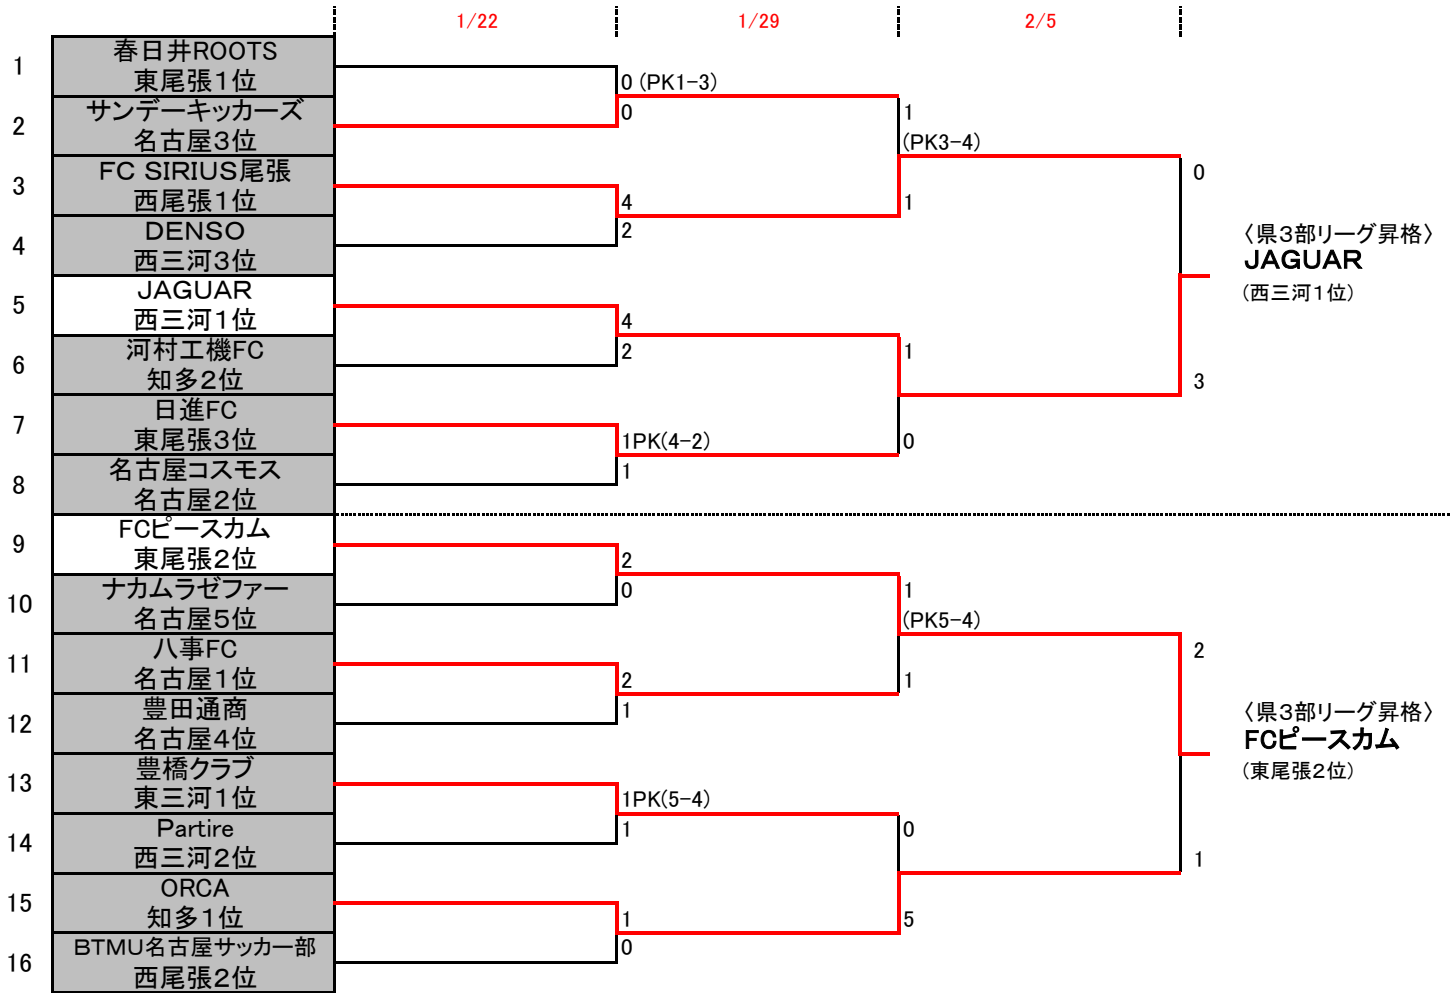 1/22 1/29 2/5
1 春日井ROOTS
東尾張1位
0 (PK1-3)
2 サンデーキッカーズ
名古屋3位
0
1
(PK3-4)
3 FC SIRIUS尾張
西尾張1位
4
1
0
4 DENSO
西三河3位
2
〈県3部リーグ昇格〉
JAGUAR
(西三河1位)
5 JAGUAR
西三河1位
4
6 河村工機FC
知多2位
2
1
3
7 日進FC
東尾張3位
1PK(4-2)
0
8 名古屋コスモス
名古屋2位
1
9 FCピースカム
東尾張2位
2
10 ナカムラゼファー
名古屋5位
0
1
(PK5-4)
11 八事FC
名古屋1位
2
1
2
12 豊田通商
名古屋4位
1
〈県3部リーグ昇格〉
FCピースカム
(東尾張2位)
13 豊橋クラブ
東三河1位
1PK(5-4)
14 Partire
西三河2位
1
0
1
15 ORCA
知多1位
1
5
16 BTMU名古屋サッカー部
西尾張2位
0